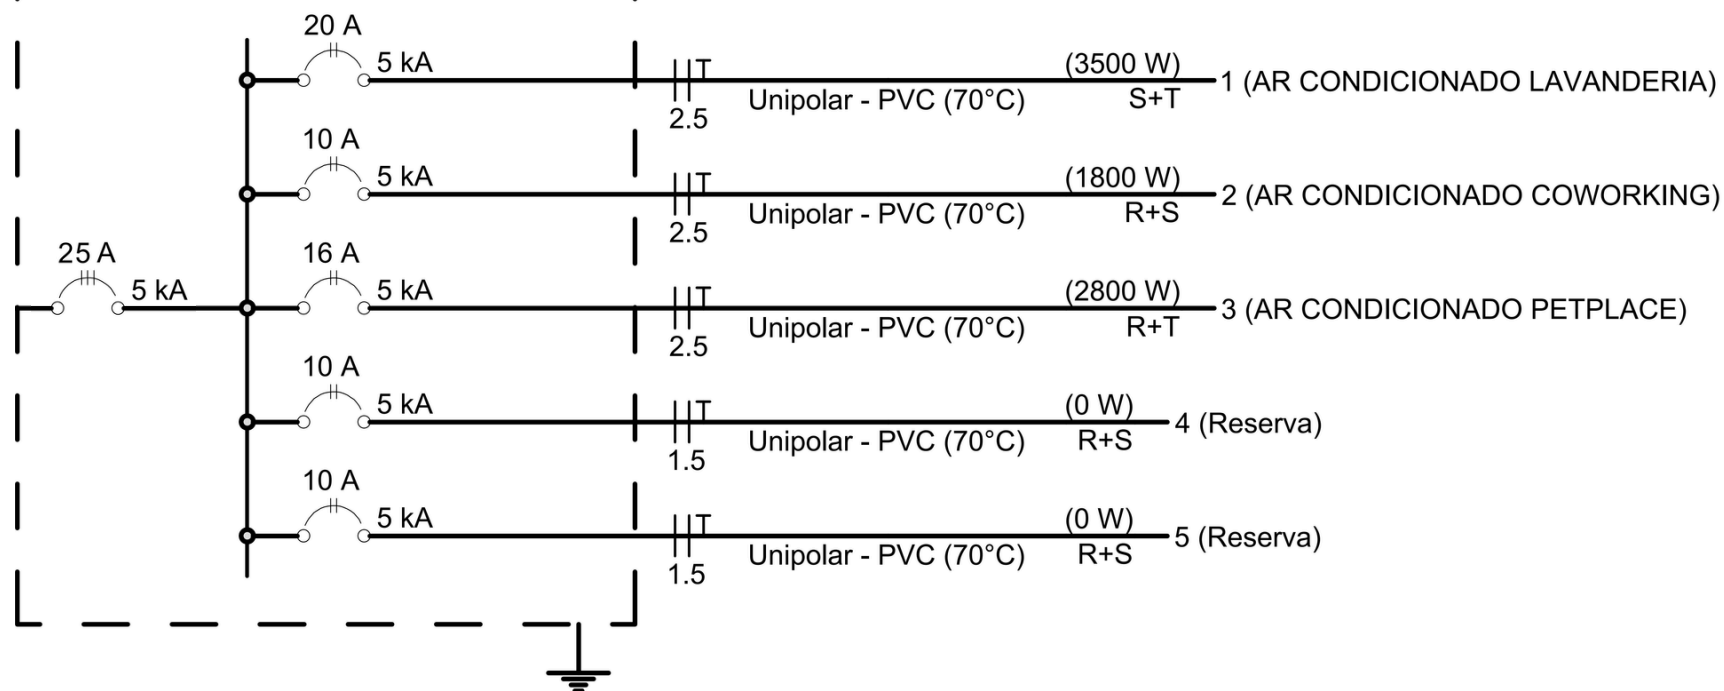 20 A
5 kA
T
2.5
Unipolar - PVC (70°C)
(3500 W)
S+T
1 (AR CONDICIONADO LAVANDERIA)
10 A
5 kA
T
2.5
Unipolar - PVC (70°C)
(1800 W)
R+S
2 (AR CONDICIONADO COWORKING)
25 A
5 kA
16 A
5 kA
T
2.5
Unipolar - PVC (70°C)
(2800 W)
R+T
3 (AR CONDICIONADO PETPLACE)
10 A
5 kA
T
1.5
Unipolar - PVC (70°C)
(0 W)
R+S
4 (Reserva)
10 A
5 kA
T
1.5
Unipolar - PVC (70°C)
(0 W)
R+S
5 (Reserva)